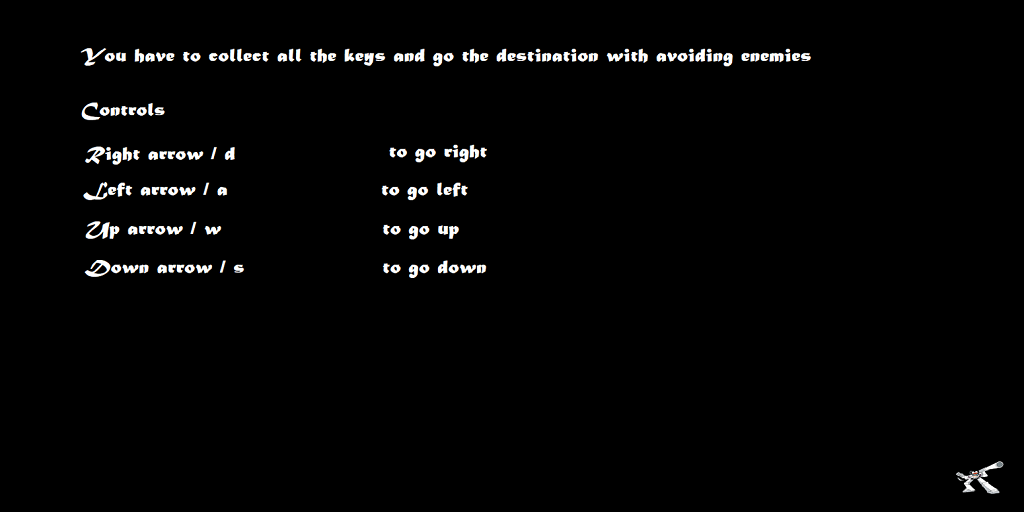 You have to collect all the keys and go the destination with avoiding enemies
Controls
Right arrow / d to go right
Left arrow / a to go left
Up arrow / w to go up
Down arrow / s to go down